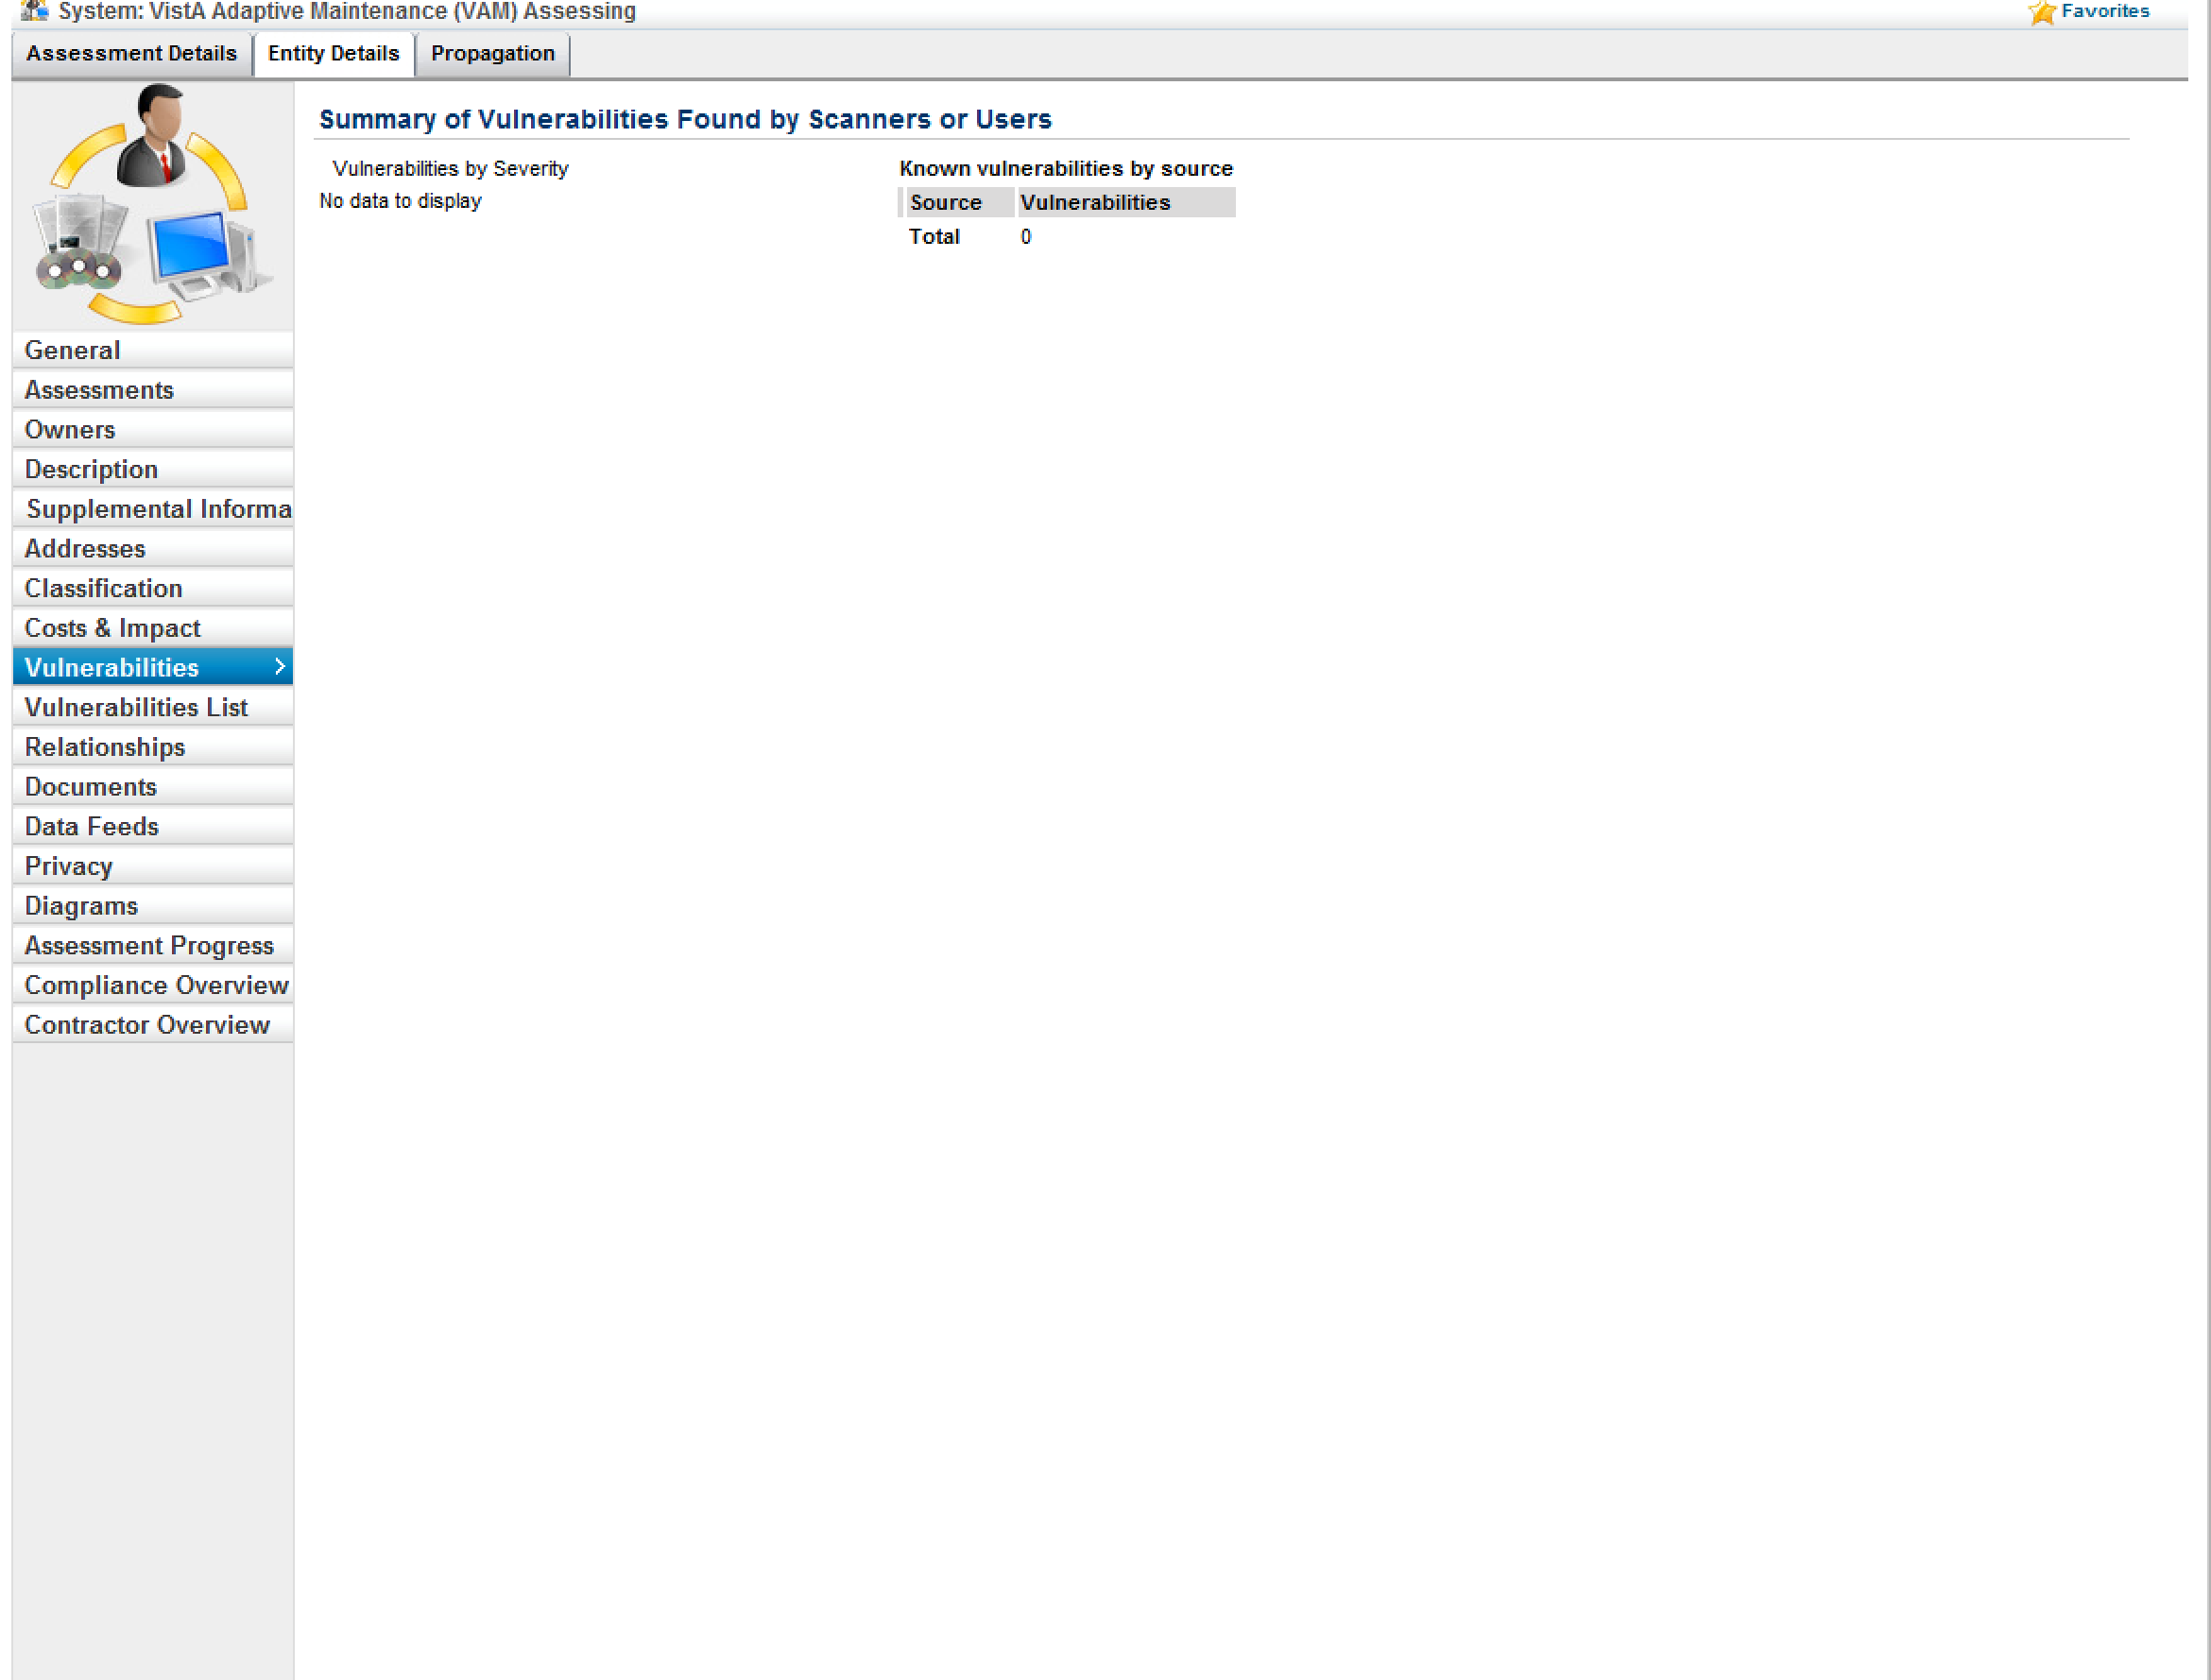 System: VistA Adaptive Maintenance (VAM) Assessing
Favorites
Assessment Details
Entity Details
Propagation
Summary of Vulnerabilities Found by Scanners or Users
Vulnerabilities by Severity
No data to display
Known vulnerabilities by source
Source Vulnerabilities
Total 0
General
Assessments
Owners
Description
Supplemental Informa
Addresses
Classification
Costs & Impact
Vulnerabilities
Vulnerabilities List
Relationships
Documents
Data Feeds
Privacy
Diagrams
Assessment Progress
Compliance Overview
Contractor Overview